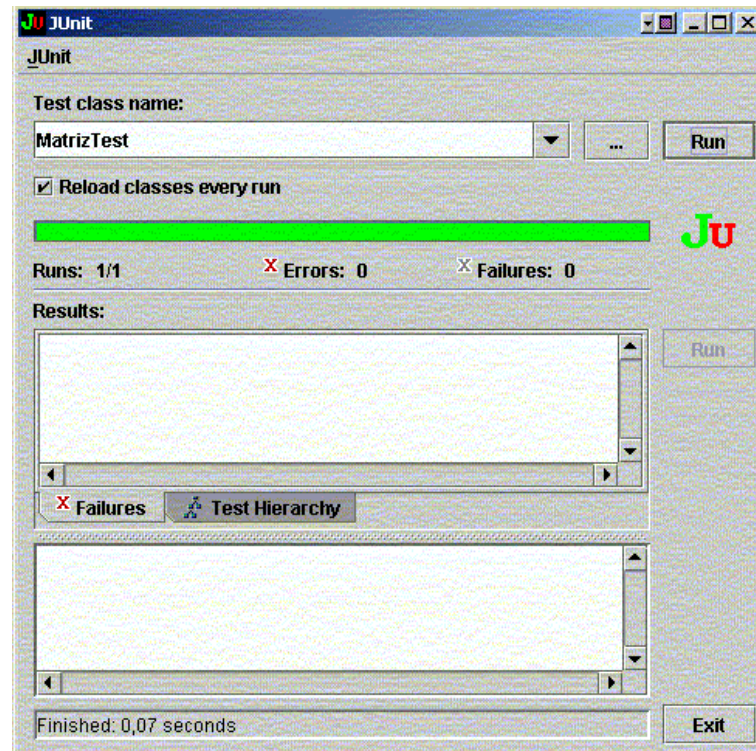 JU JUnit
JUnit
Test class name:
MatrizTest ... Run
Reload classes every run
JU
Runs: 1/1 X Errors: 0 X Failures: 0
Results:
Run
X Failures Test Hierarchy
Finished: 0,07 seconds Exit